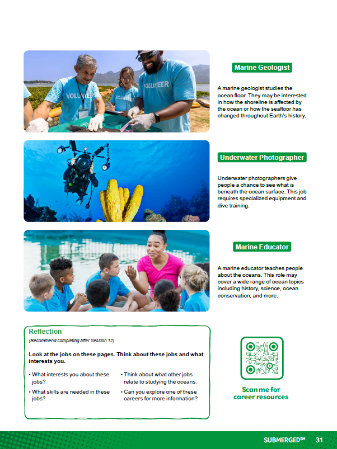 VOLUNTEER
VOLUNTEER
Marine Geologist
A marine geologist studies the
ocean floor. They may be interested
in how the shoreline is affected by
the ocean or how the seafloor has
changed throughout Earth's history.
Underwater Photographer
Underwater photographers give
people a chance to see what is
beneath the ocean surface. This job
requires specialized equipment and
dive training.
Marine Educator
A marine educator teaches people
about the oceans. This role may
cover a wide range of ocean topics
including history, science, ocean
conservation, and more.
Reflection
(Recommend completing after Session 12)
Look at the jobs on these pages. Think about these jobs and what
interests you.
• What interests you about these
jobs?
• What skills are needed in these
jobs?
• Think about what other jobs
relate to studying the oceans.
• Can you explore one of these
careers for more information?
Scan me for
career resources
SUBMERGED℠ 31